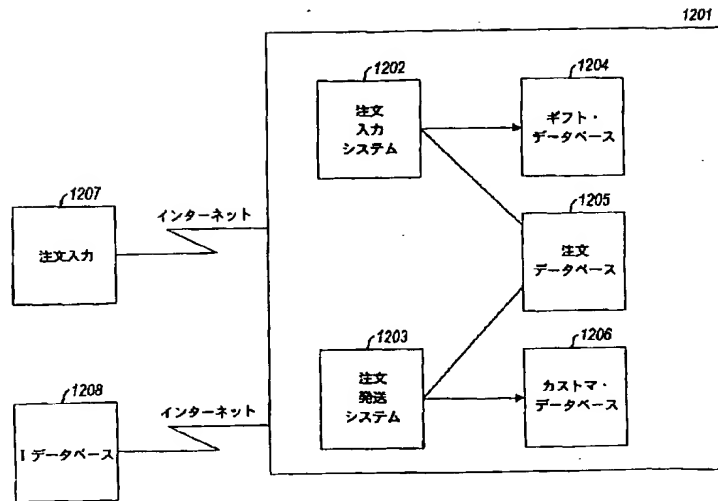 1201
1202
注文
入力
システム
1204
ギフト・
データベース
1207
注文入力
インターネット
1205
注文
データベース
1203
注文
発送
システム
1206
カストマ・
データベース
1208
I データベース
インターネット